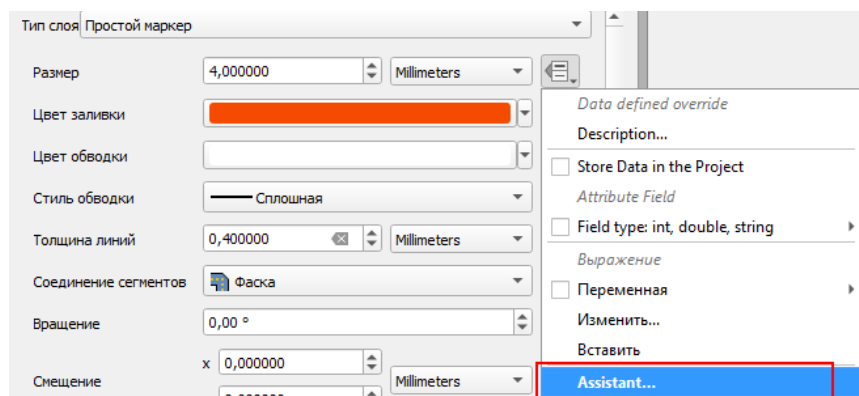 Тип слоя Простой маркер
Размер 4,000000 Millimeters
Цвет заливки
Цвет обводки
Стиль обводки Сплошная
Толщина линий 0,400000 Millimeters
Соединение сегментов Фаска
Вращение 0,00 °
x 0,000000
Смещение Millimeters
0,000000
Data defined override
Description...
Store Data in the Project
Attribute Field
Field type: int, double, string
Выражение
Переменная
Изменить...
Вставить
Assistant...